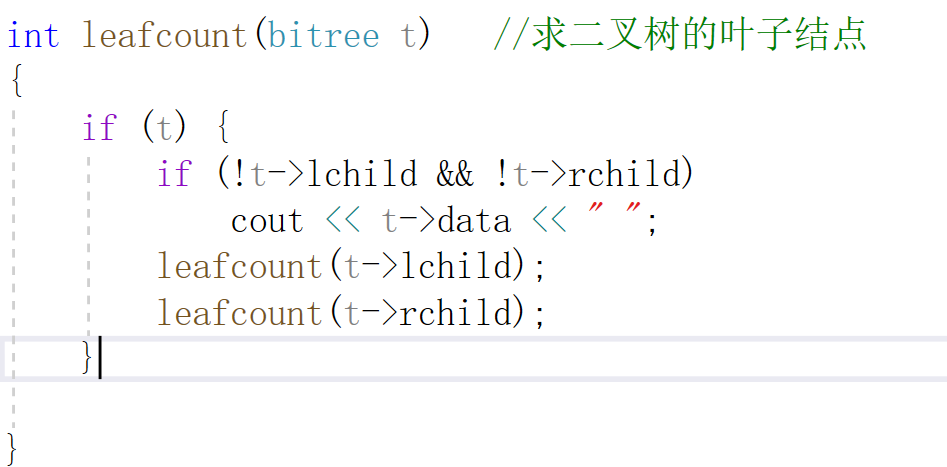 int leafcount(bitree t)   //求二叉树的叶子结点
{
    if (t) {
        if (!t->lchild && !t->rchild)
            cout << t->data << " ";
        leafcount(t->lchild);
        leafcount(t->rchild);
    }
}